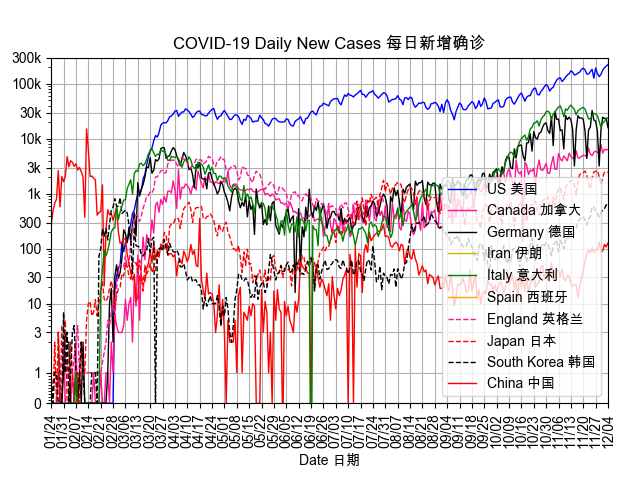 COVID-19 Daily New Cases 每日新增确诊
300k
100k
30k
10k
3k
1k
300
100
30
10
3
1
0
US 美国
Canada 加拿大
Germany 德国
Iran 伊朗
Italy 意大利
Spain 西班牙
England 英格兰
Japan 日本
South Korea 韩国
China 中国
01/24
01/31
02/07
02/14
02/21
02/28
03/06
03/13
03/20
03/27
04/03
04/10
04/17
04/24
05/01
05/08
05/15
05/22
05/29
06/05
06/12
06/19
06/26
07/03
07/10
07/17
07/24
07/31
08/07
08/14
08/21
08/28
09/04
09/11
09/18
09/25
10/02
10/09
10/16
10/23
10/30
11/06
11/13
11/20
11/27
12/04
Date 日期